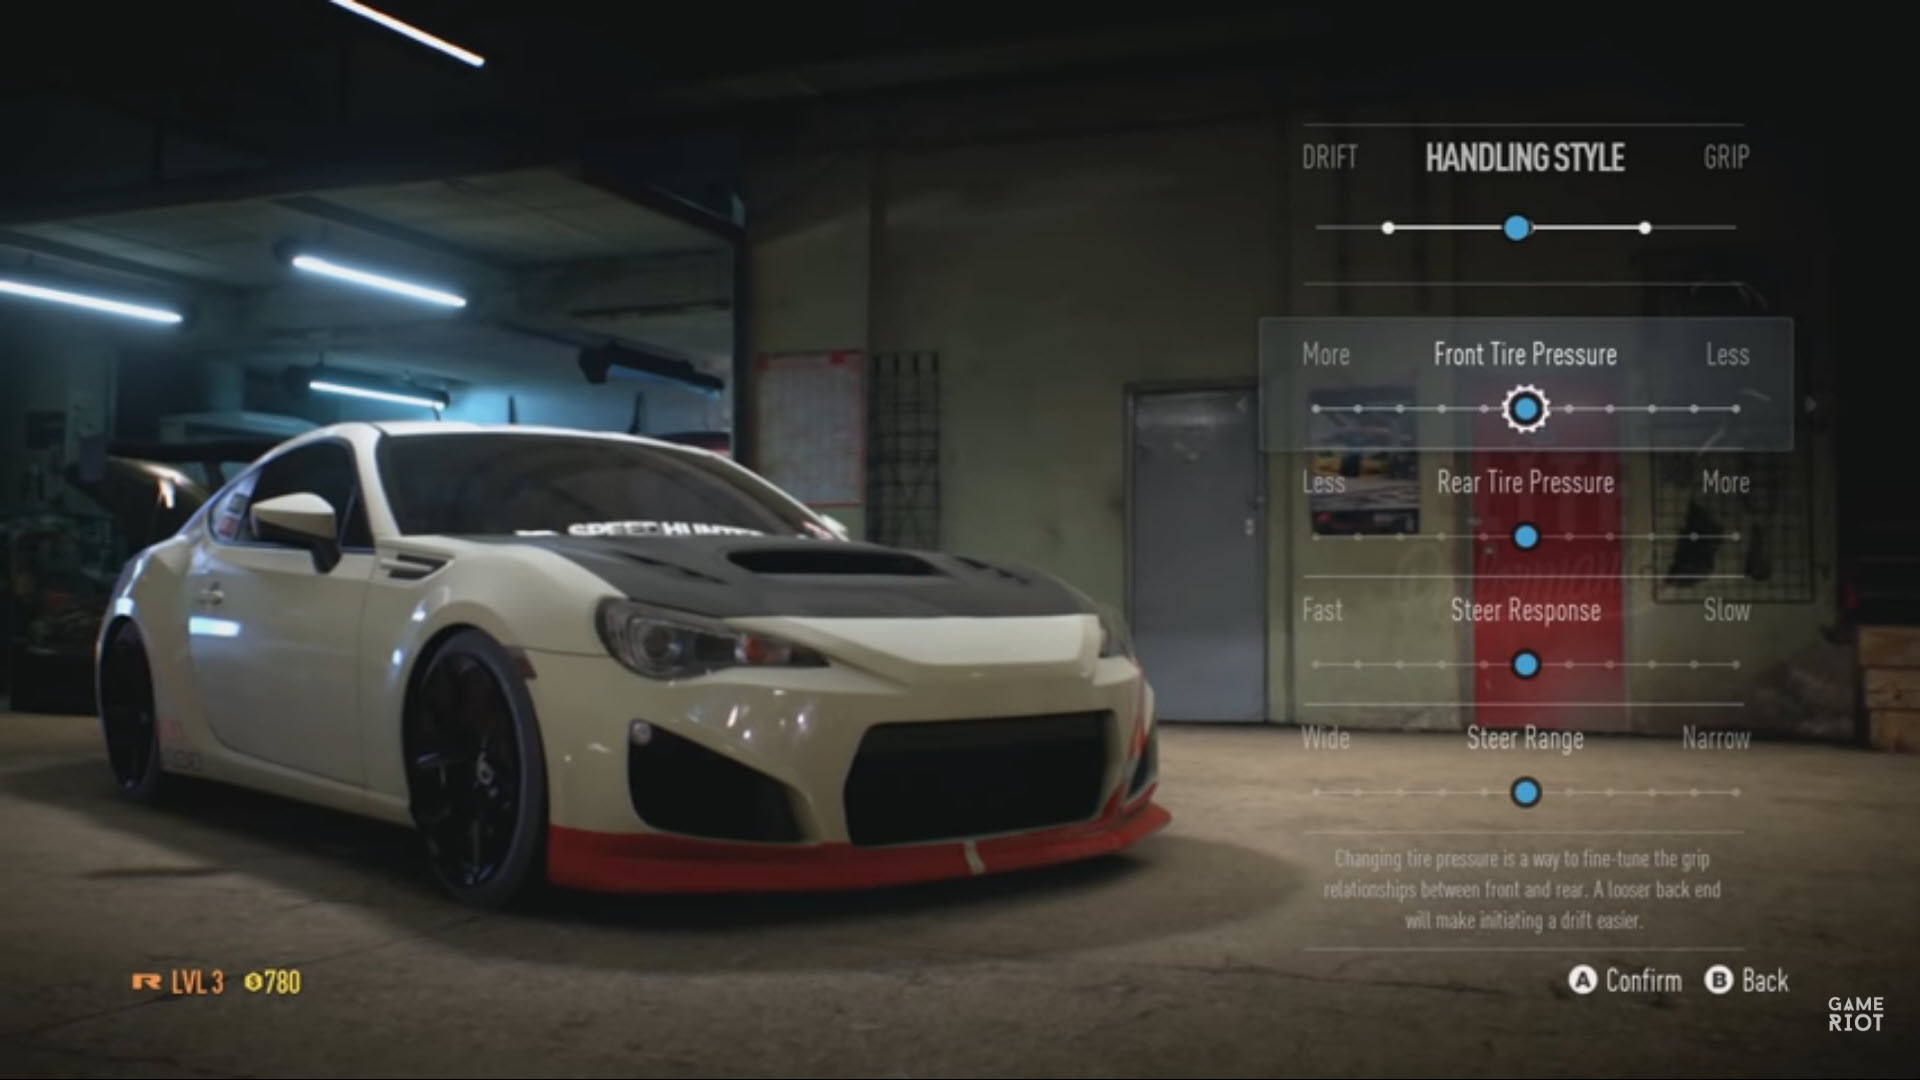 DRIFT HANDLING STYLE GRIP
More Front Tire Pressure Less
Less Rear Tire Pressure More
Fast Steer Response Slow
Wide Steer Range Narrow
Changing tire pressure is a way to fine-tune the grip
relationships between front and rear. A looser back end
will make initiating a drift easier.
SPEEDHUNTE
R LVL 3 780
A Confirm B Back
GAME
RIOT